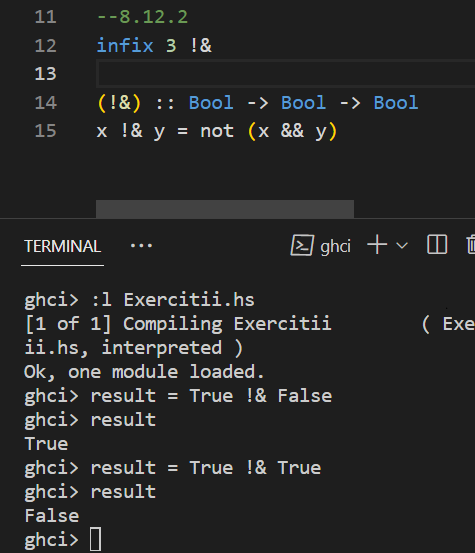 11 --8.12.2
12 infix 3 !&
13
14 (!&) :: Bool -> Bool -> Bool
15 x !& y = not (x && y)
TERMINAL ··· ghci
ghci> :l Exercitii.hs
[1 of 1] Compiling Exercitii ( Exe
ii.hs, interpreted )
Ok, one module loaded.
ghci> result = True !& False
ghci> result
True
ghci> result = True !& True
ghci> result
False
ghci>